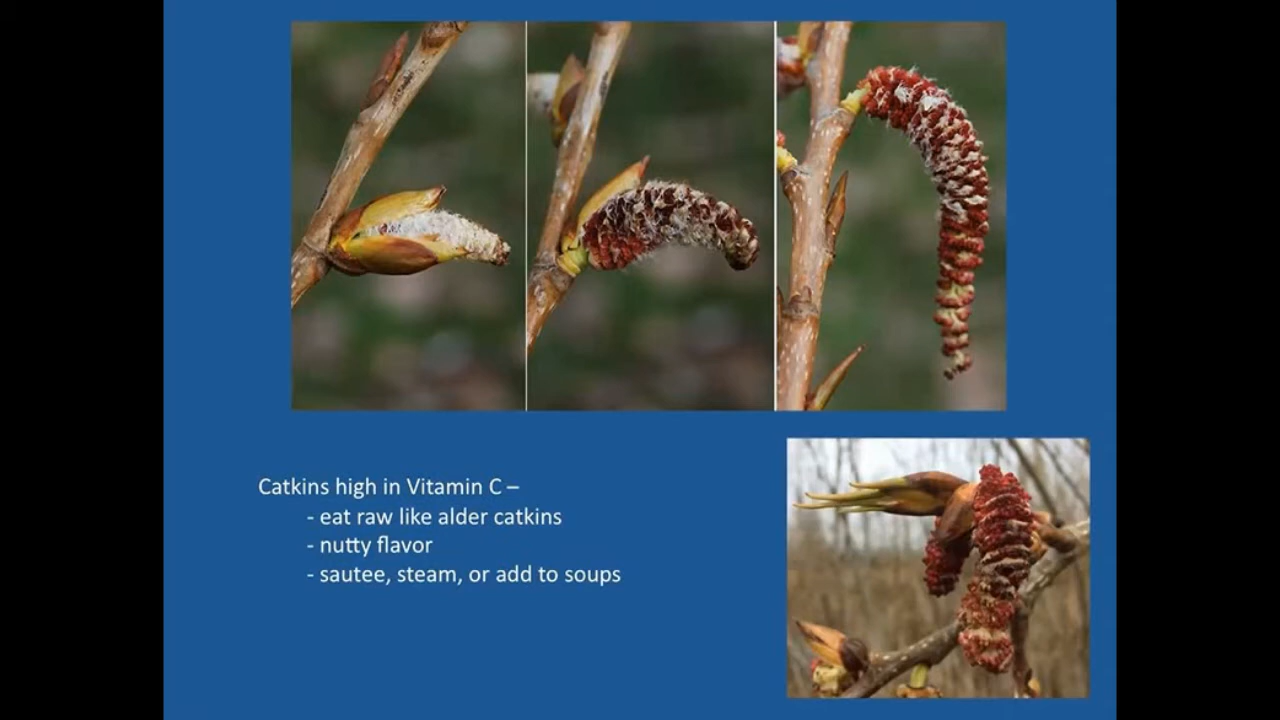 Catkins high in Vitamin C –
- eat raw like alder catkins
- nutty flavor
- sautee, steam, or add to soups